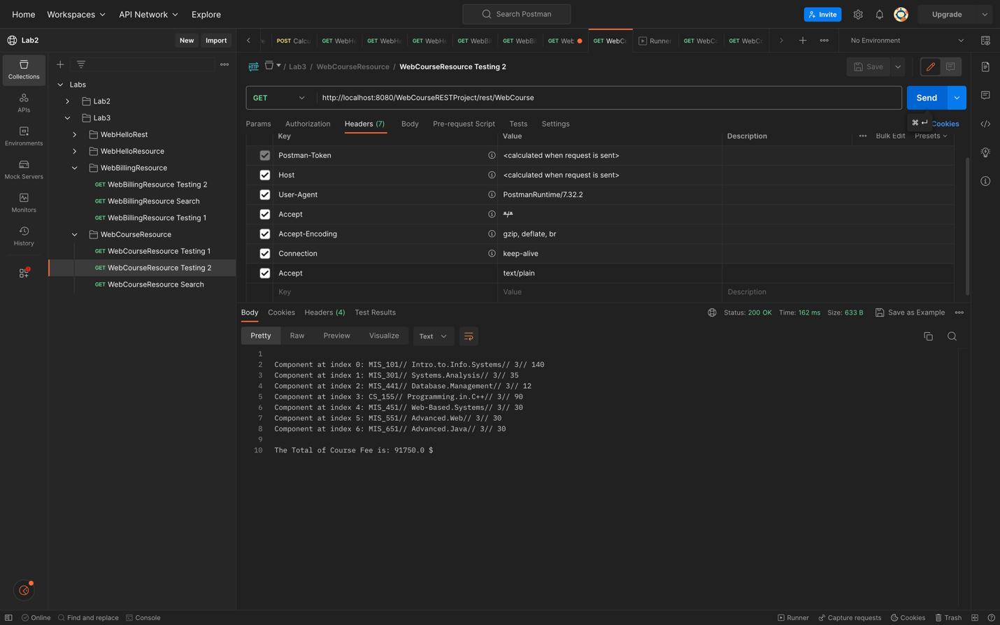 Home Workspaces API Network Explore Search Postman Invite Upgrade
Lab2 New Import
POST Calcu GET WebHe GET WebHe GET WebHe GET WebBil GET WebBil GET Web GET WebCo Runner GET WebCo GET WebCo No Environment
Collections
APIs
Environments
Mock Servers
Monitors
History
Labs
Lab2
Lab3
WebHelloRest
WebHelloResource
WebBillingResource
GET WebBillingResource Testing 2
GET WebBillingResource Search
GET WebBillingResource Testing 1
WebCourseResource
GET WebCourseResource Testing 1
GET WebCourseResource Testing 2
GET WebCourseResource Search
HTTP / Lab3 / WebCourseResource / WebCourseResource Testing 2 Save
GET http://localhost:8080/WebCourseRESTProject/rest/WebCourse Send
Params Authorization Headers (7) Body Pre-request Script Tests Settings ⌘ ↵ Cookies
Key Value Description Bulk Edit Presets
Postman-Token <calculated when request is sent>
Host <calculated when request is sent>
User-Agent PostmanRuntime/7.32.2
Accept */*
Accept-Encoding gzip, deflate, br
Connection keep-alive
Accept text/plain
Key Value Description
Body Cookies Headers (4) Test Results Status: 200 OK Time: 162 ms Size: 633 B Save as Example
Pretty Raw Preview Visualize Text
1
2 Component at index 0: MIS_101// Intro.to.Info.Systems// 3// 140
3 Component at index 1: MIS_301// Systems.Analysis// 3// 35
4 Component at index 2: MIS_441// Database.Management// 3// 12
5 Component at index 3: CS_155// Programming.in.C++// 3// 90
6 Component at index 4: MIS_451// Web-Based.Systems// 3// 30
7 Component at index 5: MIS_551// Advanced.Web// 3// 30
8 Component at index 6: MIS_651// Advanced.Java// 3// 30
9
10 The Total of Course Fee is: 91750.0 $
Online Find and replace Console Runner Capture requests Cookies Trash